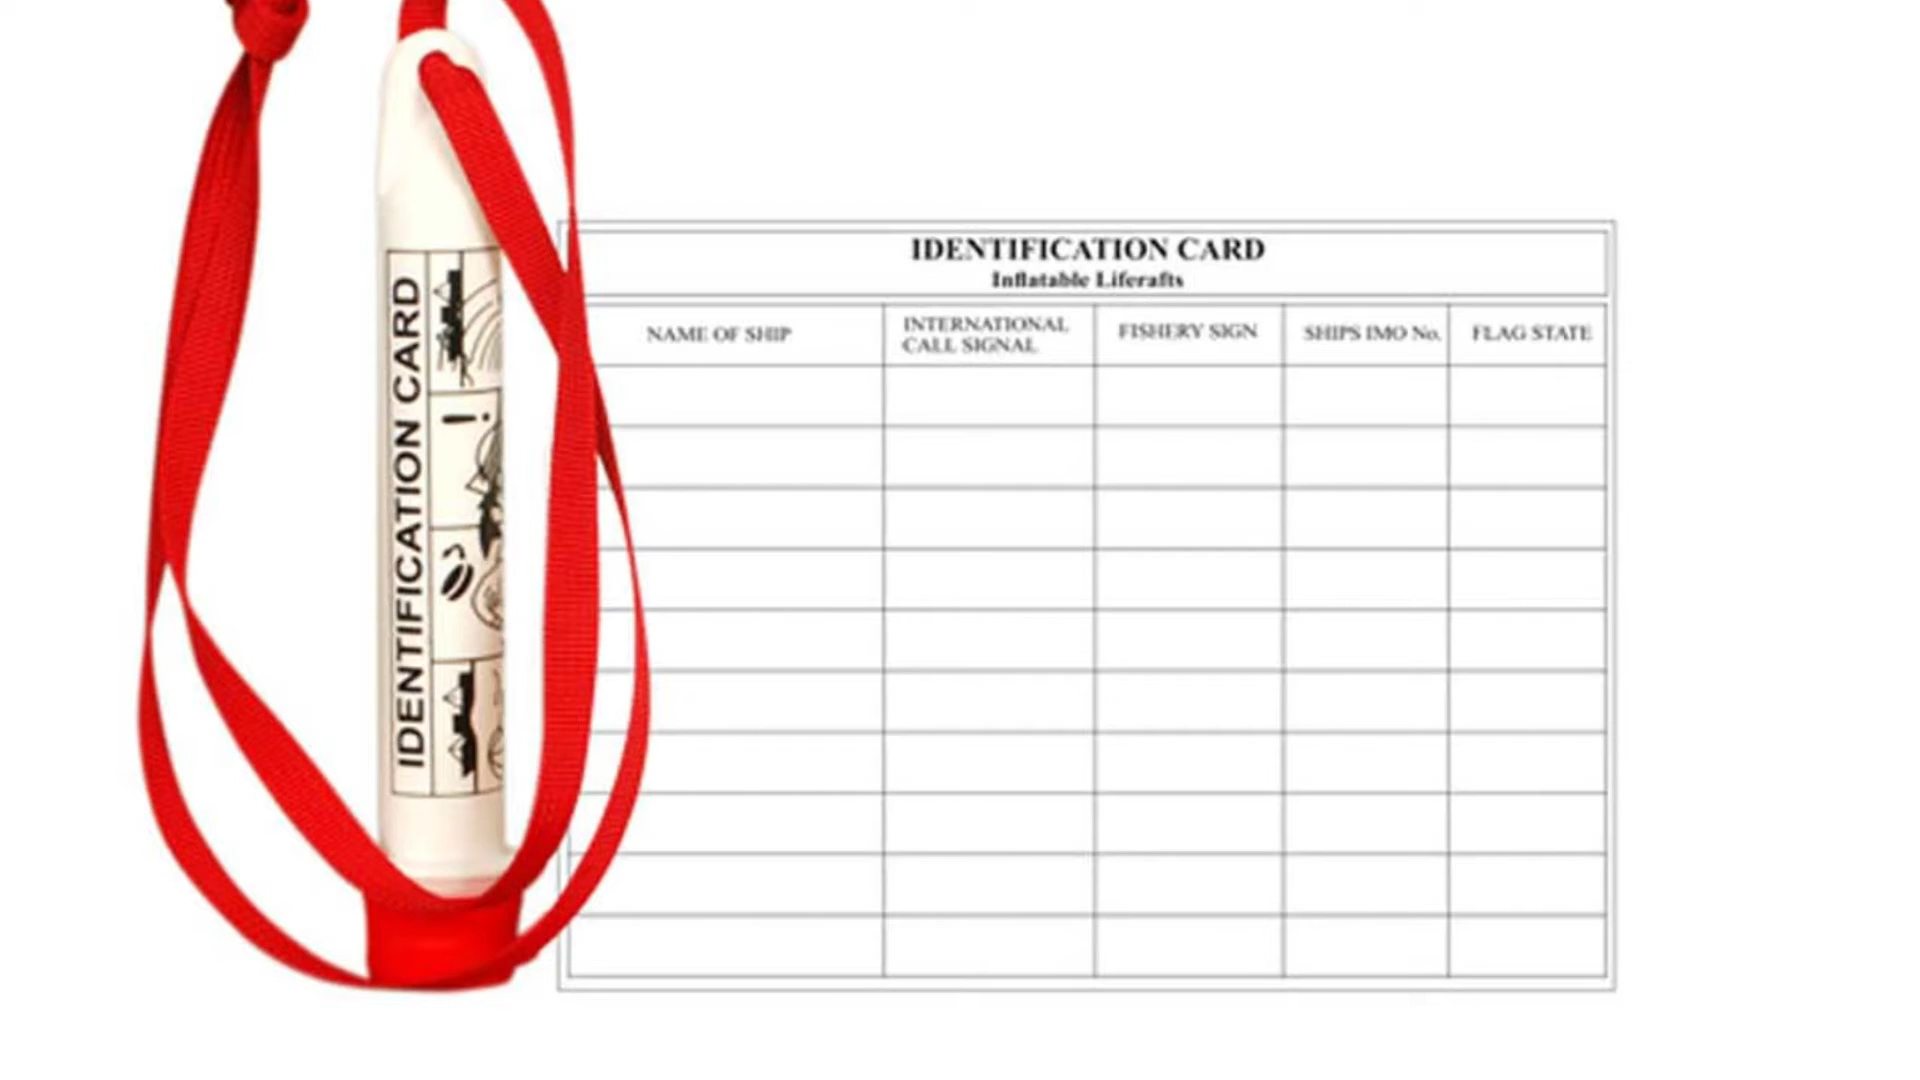 IDENTIFICATION CARD
IDENTIFICATION CARD
Inflatable Liferafts
NAME OF SHIP
INTERNATIONAL
CALL SIGNAL
FISHERY SIGN
SHIPS IMO No.
FLAG STATE